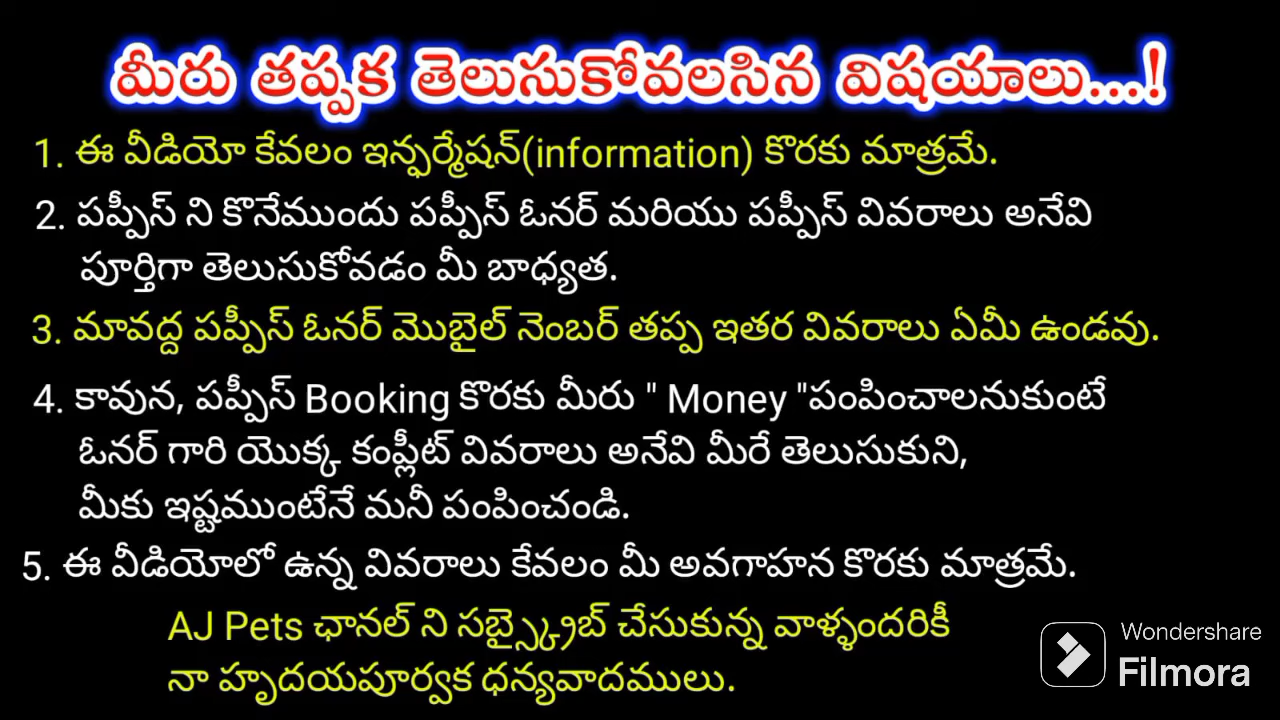 మీరు తప్పక తెలుసుకోవలసిన విషయాలు...!
1. ఈ వీడియో కేవలం ఇన్ఫర్మేషన్(information) కొరకు మాత్రమే.
2. పప్పీస్ ని కొనేముందు పప్పీస్ ఓనర్ మరియు పప్పీస్ వివరాలు అనేవి
పూర్తిగా తెలుసుకోవడం మీ బాధ్యత.
3. మావద్ద పప్పీస్ ఓనర్ మొబైల్ నెంబర్ తప్ప ఇతర వివరాలు ఏమీ ఉండవు.
4. కావున, పప్పీస్ Booking కొరకు మీరు " Money "పంపించాలనుకుంటే
ఓనర్ గారి యొక్క కంప్లీట్ వివరాలు అనేవి మీరే తెలుసుకుని,
మీకు ఇష్టముంటేనే మనీ పంపించండి.
5. ఈ వీడియోలో ఉన్న వివరాలు కేవలం మీ అవగాహన కొరకు మాత్రమే.
AJ Pets ఛానల్ ని సబ్స్క్రైబ్ చేసుకున్న వాళ్ళందరికీ
నా హృదయపూర్వక ధన్యవాదములు.
Wondershare
Filmora